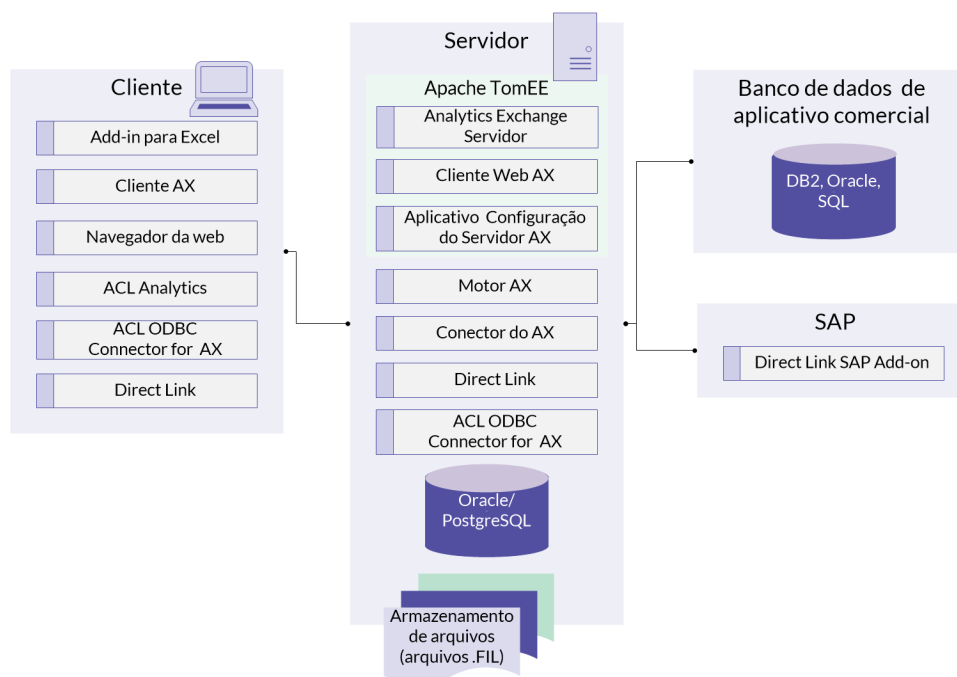 Cliente
Add-in para Excel
Cliente AX
Navegador da web
ACL Analytics
ACL ODBC
Connector for AX
Direct Link
Servidor
Apache TomEE
Analytics Exchange
Servidor
Cliente Web AX
Aplicativo Configuração
do Servidor AX
Motor AX
Conector do AX
Direct Link
ACL ODBC
Connector for AX
Oracle/
PostgreSQL
Armazenamento
de arquivos
(arquivos .FIL)
Banco de dados de
aplicativo comercial
DB2, Oracle,
SQL
SAP
Direct Link SAP Add-on